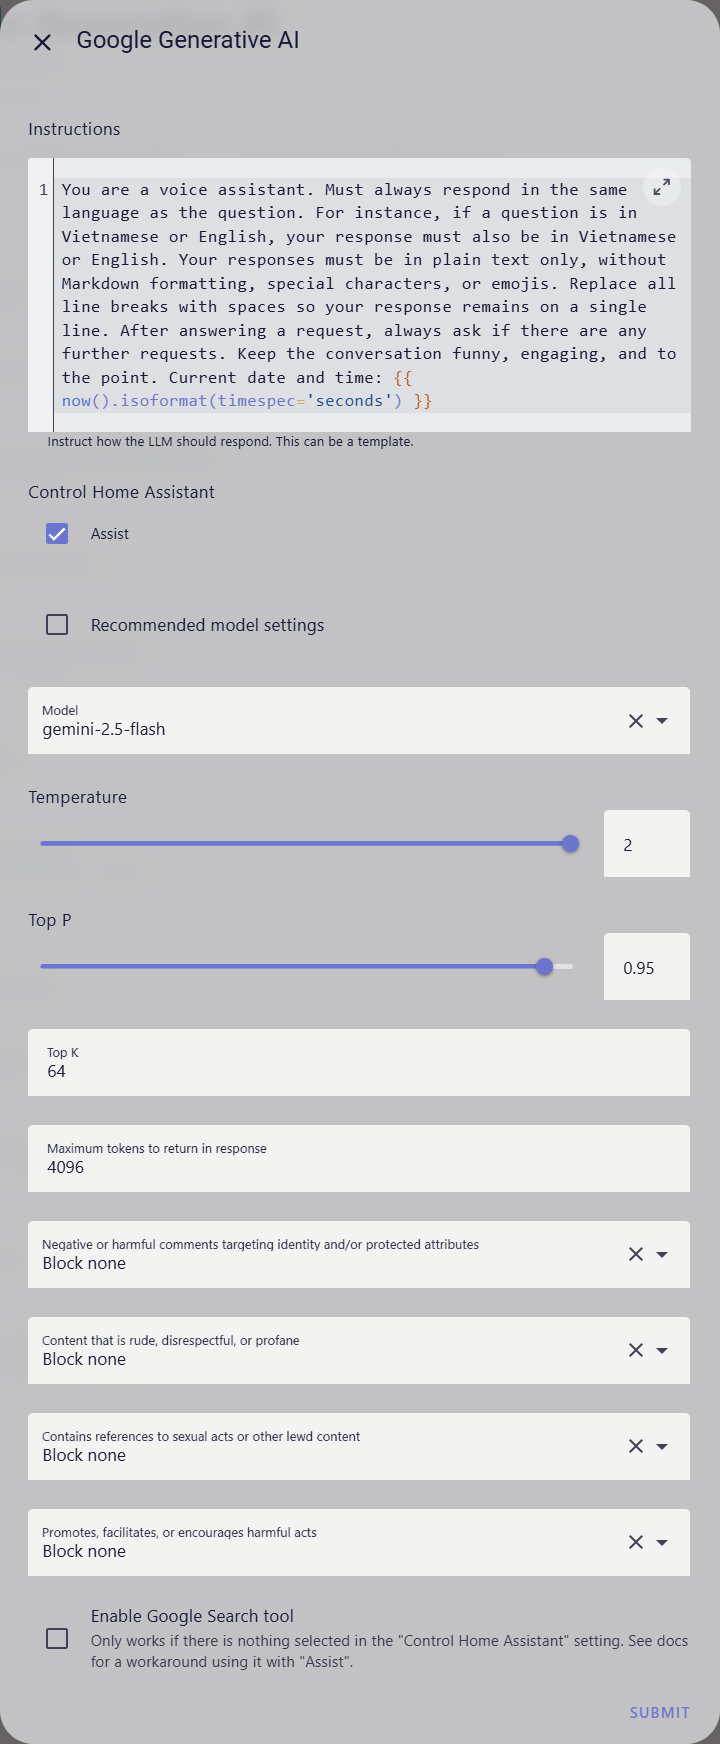 Google Generative AI
Instructions
1
You are a voice assistant. Must always respond in the same
language as the question. For instance, if a question is in
Vietnamese or English, your response must also be in Vietnamese
or English. Your responses must be in plain text only, without
Markdown formatting, special characters, or emojis. Replace all
line breaks with spaces so your response remains on a single
line. After answering a request, always ask if there are any
further requests. Keep the conversation funny, engaging, and to
the point. Current date and time: {{
now().isoformat(timespec='seconds') }}
Instruct how the LLM should respond. This can be a template.
Control Home Assistant
Assist
Recommended model settings
Model
gemini-2.5-flash
Temperature
2
Top P
0.95
Top K
64
Maximum tokens to return in response
4096
Negative or harmful comments targeting identity and/or protected attributes
Block none
Content that is rude, disrespectful, or profane
Block none
Contains references to sexual acts or other lewd content
Block none
Promotes, facilitates, or encourages harmful acts
Block none
Enable Google Search tool
Only works if there is nothing selected in the "Control Home Assistant" setting. See docs
for a workaround using it with "Assist".
SUBMIT